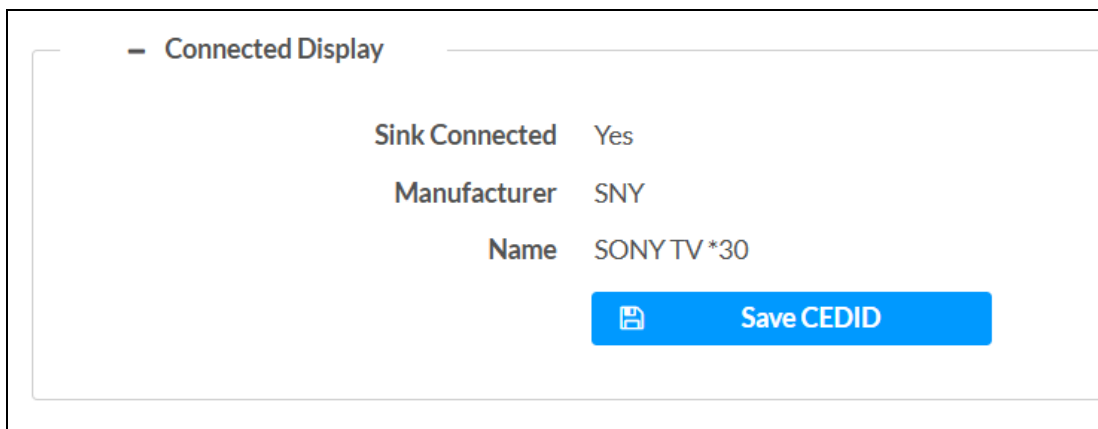 – Connected Display
Sink Connected Yes
Manufacturer SNY
Name SONY TV *30
Save CEDID